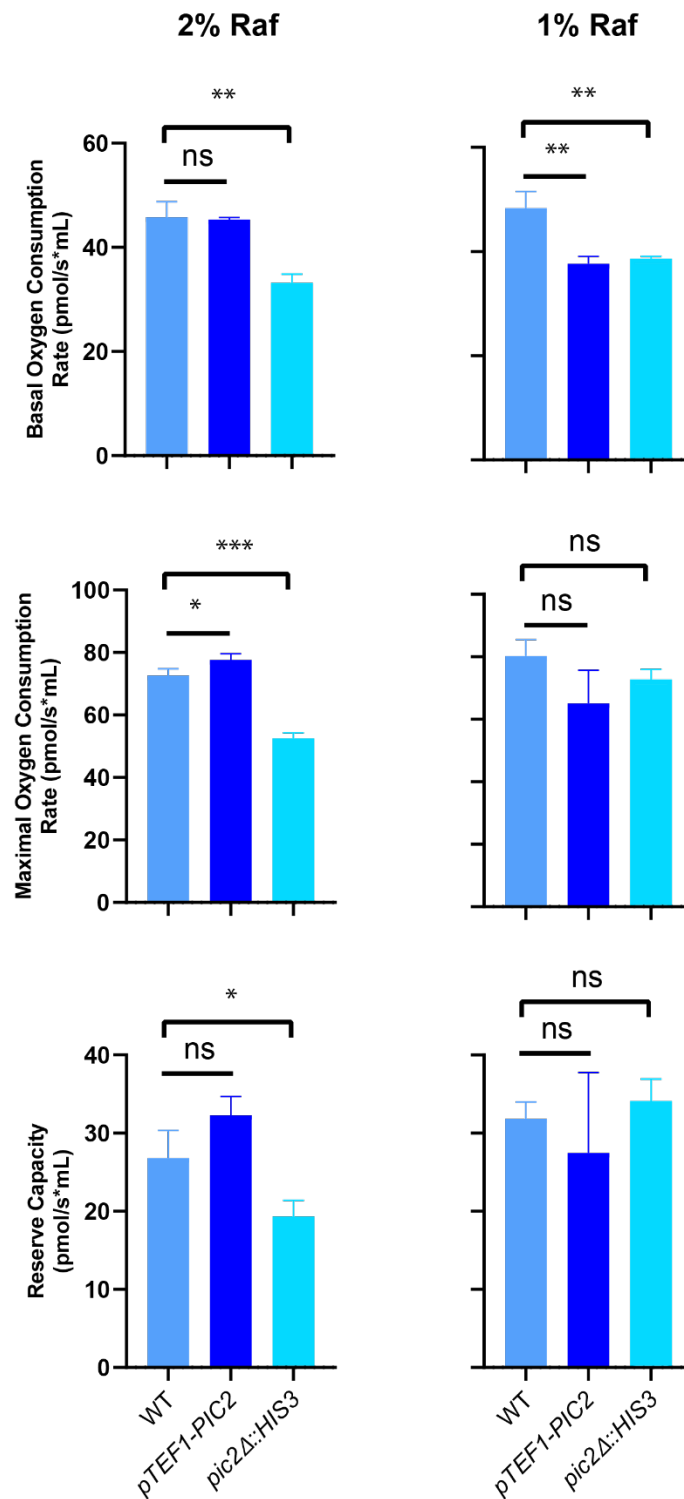 2% Raf
1% Raf
**
ns
60
40
20
0
Basal Oxygen Consumption
Rate (pmol/s*mL)
**
**
***
*
100
80
60
40
20
0
Maximal Oxygen Consumption
Rate (pmol/s*mL)
ns
ns
*
ns
40
30
20
10
0
Reserve Capacity
(pmol/s*mL)
ns
ns
WT
pTEF1-PIC2
pic2Δ::HIS3
WT
pTEF1-PIC2
pic2Δ::HIS3